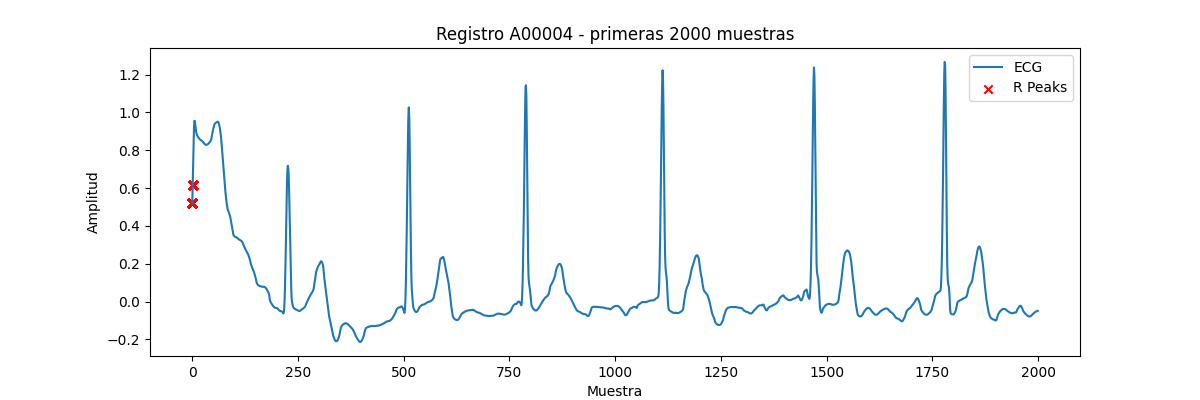 Registro A00004 - primeras 2000 muestras
ECG
R Peaks
Amplitud
1.2
1.0
0.8
0.6
0.4
0.2
0.0
−0.2
0 250 500 750 1000 1250 1500 1750 2000
Muestra